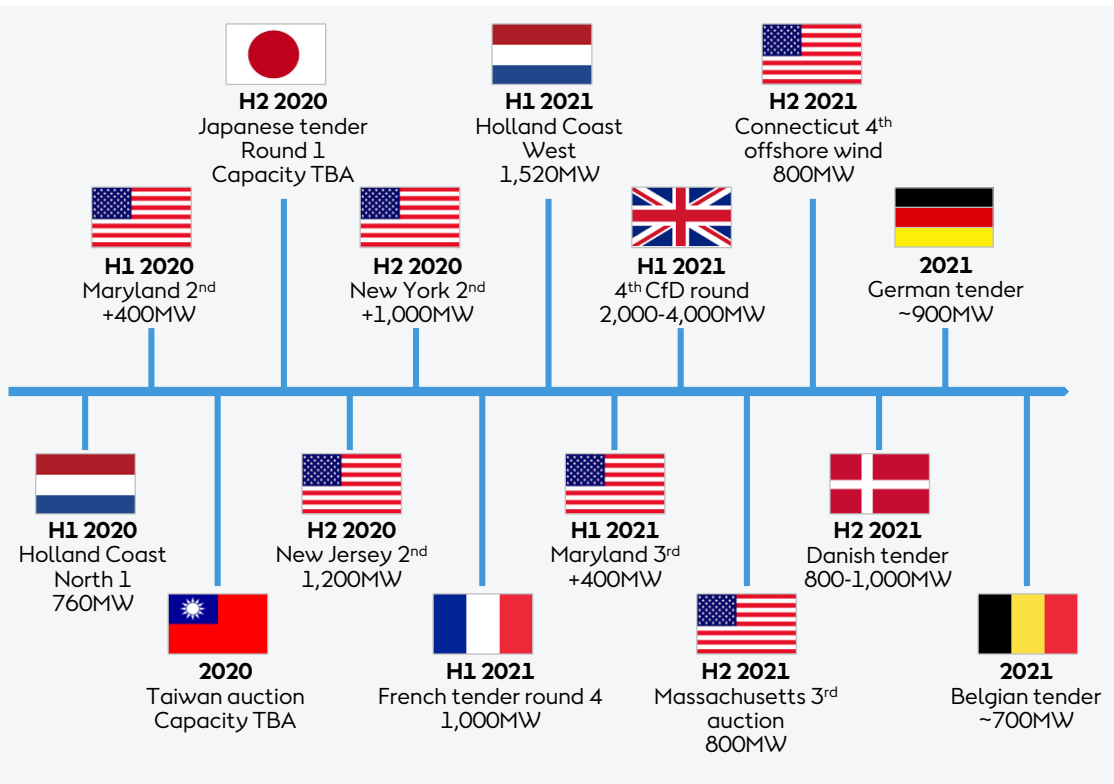 H2 2020
Japanese tender
Round 1
Capacity TBA
H1 2021
Holland Coast
West
1,520MW
H2 2021
Connecticut 4th
offshore wind
800MW
H1 2020
Maryland 2nd
+400MW
H2 2020
New York 2nd
+1,000MW
H1 2021
4th CfD round
2,000-4,000MW
2021
German tender
~900MW
H1 2020
Holland Coast
North 1
760MW
H2 2020
New Jersey 2nd
1,200MW
H1 2021
Maryland 3rd
+400MW
H2 2021
Danish tender
800-1,000MW
2020
Taiwan auction
Capacity TBA
H1 2021
French tender round 4
1,000MW
H2 2021
Massachusetts 3rd
auction
800MW
2021
Belgian tender
~700MW